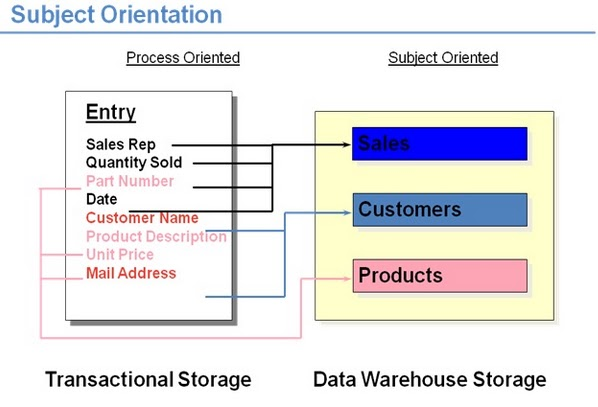 Subject Orientation
Process Oriented
Subject Oriented
Entry
Sales Rep
Quantity Sold
Part Number
Date
Customer Name
Product Description
Unit Price
Mail Address
Sales
Customers
Products
Transactional Storage
Data Warehouse Storage